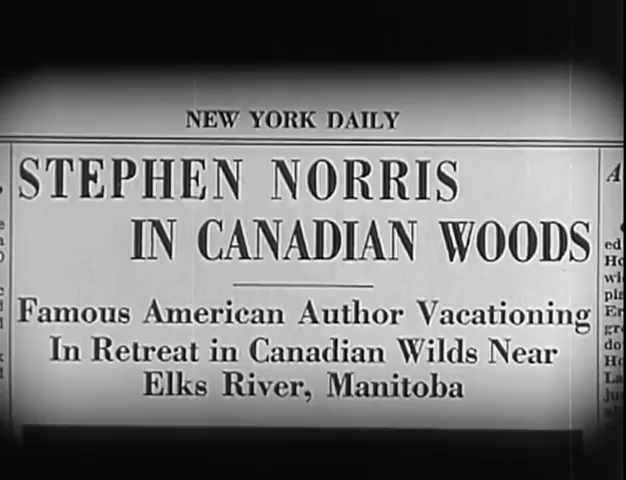 NEW YORK DAILY
STEPHEN NORRIS
IN CANADIAN WOODS
Famous American Author Vacationing
In Retreat in Canadian Wilds Near
Elks River, Manitoba